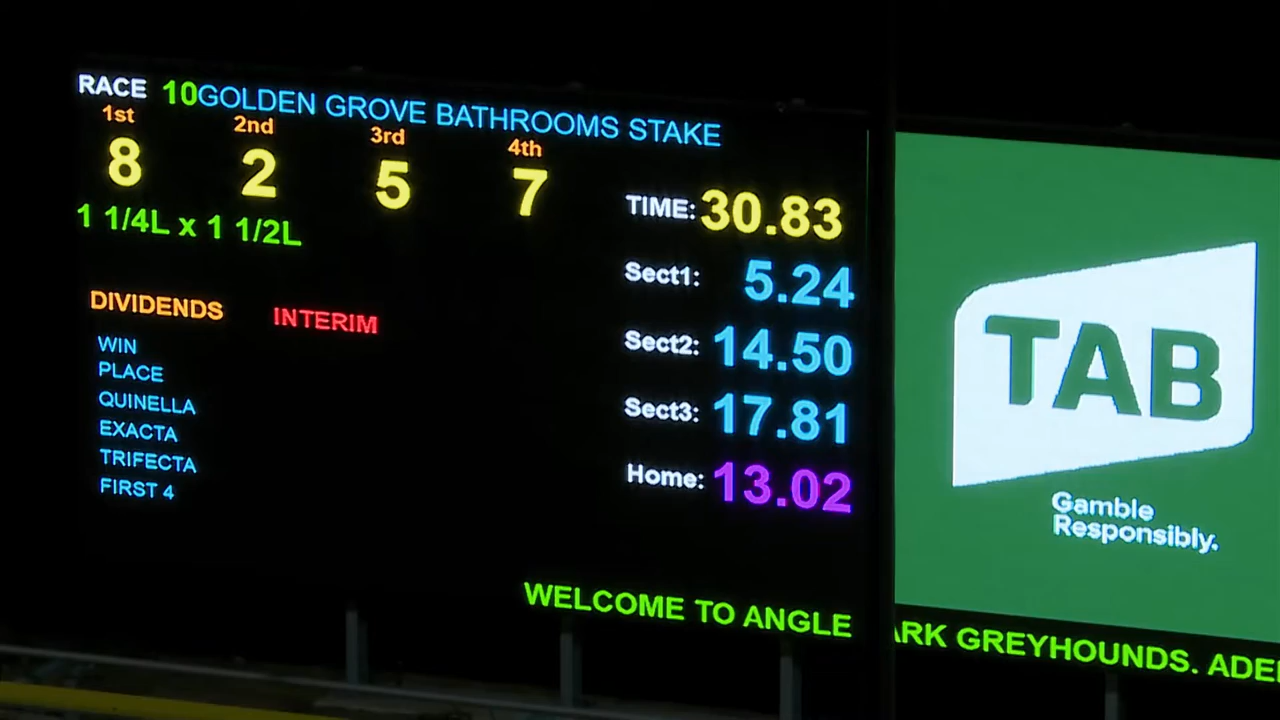 RACE 10GOLDEN GROVE BATHROOMS STAKE
1st 2nd 3rd 4th
8 2 5 7
1 1/4L x 1 1/2L
TIME: 30.83
Sect1: 5.24
Sect2: 14.50
Sect3: 17.81
Home: 13.02
DIVIDENDS INTERIM
WIN
PLACE
QUINELLA
EXACTA
TRIFECTA
FIRST 4
TAB
Gamble
Responsibly.
WELCOME TO ANGLE ARK GREYHOUNDS. ADE